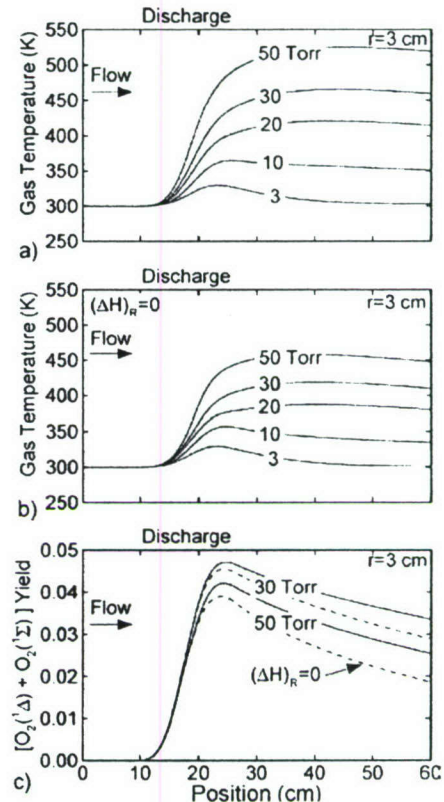 Discharge
a)
Gas Temperature (K)
550
500
450
400
350
300
250
Flow
r=3 cm
50 Torr
30
20
10
3
Discharge
b)
Gas Temperature (K)
550
500
450
400
350
300
250
(ΔH)R=0
Flow
r=3 cm
50 Torr
30
20
10
3
Discharge
c)
[O2(¹Δ) + O2(¹Σ) ] Yield
0.05
0.04
0.03
0.02
0.01
0.00
Flow
r=3 cm
30 Torr
50 Torr
(ΔH)R=0
0
10
20
30
40
50
60
Position (cm)